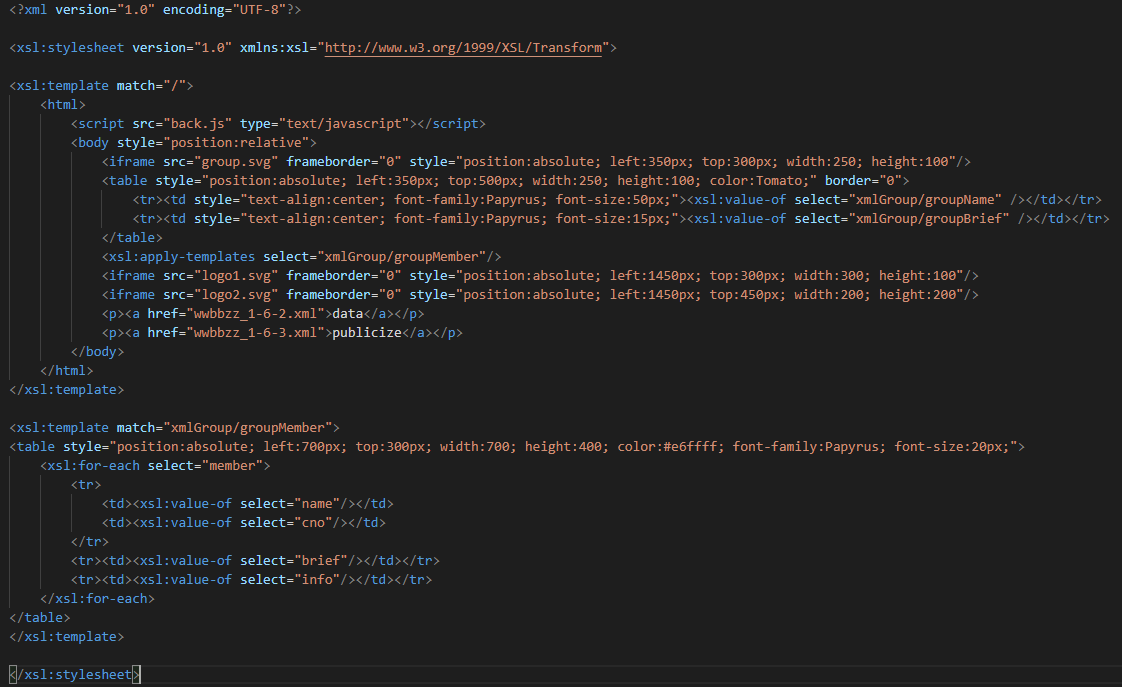 <?xml version="1.0" encoding="UTF-8"?>
<xsl:stylesheet version="1.0" xmlns:xsl="http://www.w3.org/1999/XSL/Transform">
<xsl:template match="/">
<html>
<script src="back.js" type="text/javascript"></script>
<body style="position:relative">
<iframe src="group.svg" frameborder="0" style="position:absolute; left:350px; top:300px; width:250; height:100"/>
<table style="position:absolute; left:350px; top:500px; width:250; height:100; color:Tomato;" border="0">
<tr><td style="text-align:center; font-family:Papyrus; font-size:50px;"><xsl:value-of select="xmlGroup/groupName" /></td></tr>
<tr><td style="text-align:center; font-family:Papyrus; font-size:15px;"><xsl:value-of select="xmlGroup/groupBrief" /></td></tr>
</table>
<xsl:apply-templates select="xmlGroup/groupMember"/>
<iframe src="logo1.svg" frameborder="0" style="position:absolute; left:1450px; top:300px; width:300; height:100"/>
<iframe src="logo2.svg" frameborder="0" style="position:absolute; left:1450px; top:450px; width:200; height:200"/>
<p><a href="wwbbzz_1-6-2.xml">data</a></p>
<p><a href="wwbbzz_1-6-3.xml">publicize</a></p>
</body>
</html>
</xsl:template>
<xsl:template match="xmlGroup/groupMember">
<table style="position:absolute; left:700px; top:300px; width:700; height:400; color:#e6ffff; font-family:Papyrus; font-size:20px;">
<xsl:for-each select="member">
<tr>
<td><xsl:value-of select="name"/></td>
<td><xsl:value-of select="cno"/></td>
</tr>
<tr><td><xsl:value-of select="brief"/></td></tr>
<tr><td><xsl:value-of select="info"/></td></tr>
</xsl:for-each>
</table>
</xsl:template>
</xsl:stylesheet>